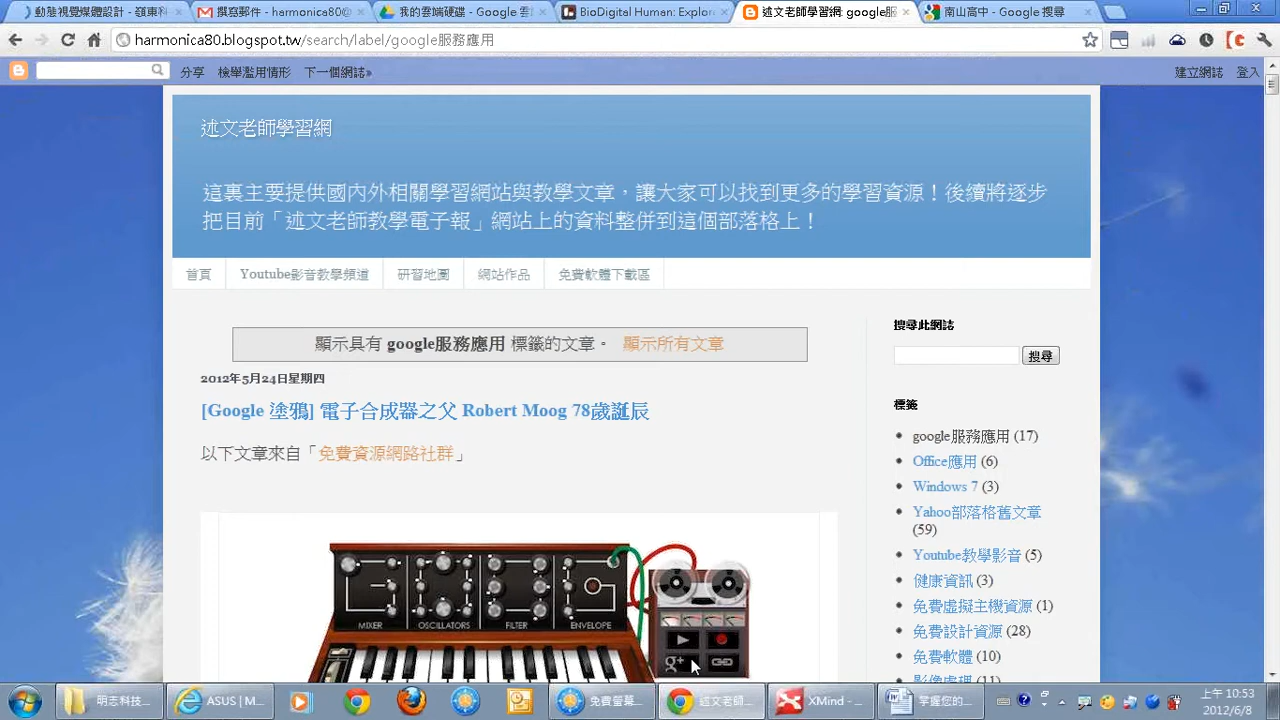 動態視覺媒體設計 - 嶺東科
撰寫郵件 - harmonica80@
我的雲端硬碟 - Google 雲
BioDigital Human: Explor
述文老師學習網: google服
南山高中 - Google 搜尋
harmonica80.blogspot.tw/search/label/google服務應用
分享 檢舉濫用情形 下一個網誌» 建立網誌 登入
述文老師學習網
這裏主要提供國內外相關學習網站與教學文章，讓大家可以找到更多的學習資源！後續將逐步
把目前「述文老師教學電子報」網站上的資料整併到這個部落格上！
首頁 Youtube影音教學頻道 研習地圖 網站作品 免費軟體下載區
顯示具有 google服務應用 標籤的文章。 顯示所有文章
2012年5月24日星期四
[Google 塗鴉] 電子合成器之父 Robert Moog 78歲誕辰
以下文章來自「免費資源網路社群」
MIXER OSCILLATORS FILTER ENVELOPE
g+
搜尋此網誌
搜尋
標籤
google服務應用 (17)
Office應用 (6)
Windows 7 (3)
Yahoo部落格舊文章
(59)
Youtube教學影音 (5)
健康資訊 (3)
免費虛擬主機資源 (1)
免費設計資源 (28)
免費軟體 (10)
影像處理 (11)
明志科技...
ASUS | M...
免費螢幕...
述文老師...
XMind - ...
掌握您的...
上午 10:53
2012/6/8